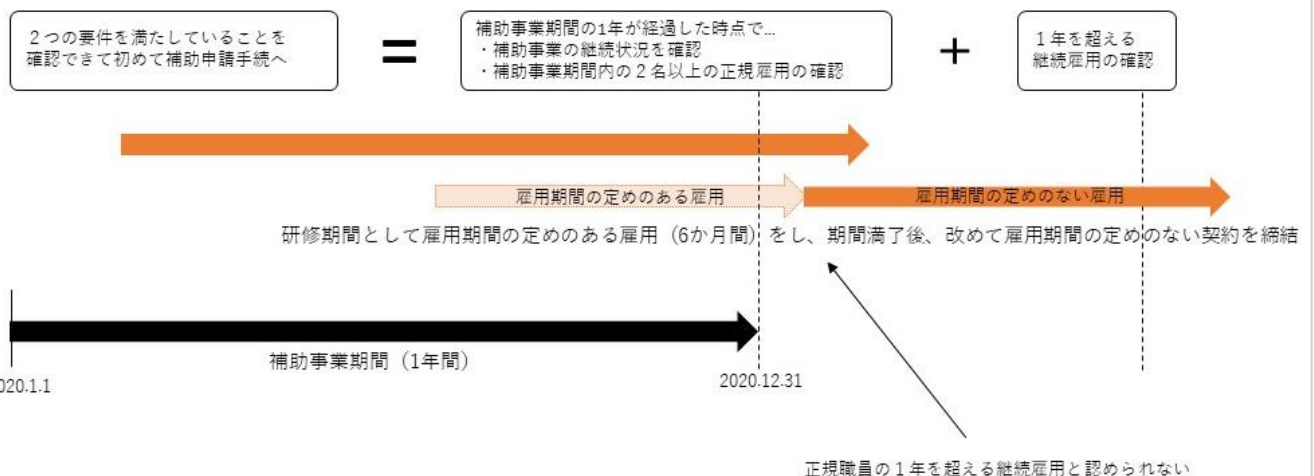 ２つの要件を満たしていることを
確認できて初めて補助申請手続へ
=
補助事業期間の1年が経過した時点で...
・補助事業の継続状況を確認
・補助事業期間内の２名以上の正規雇用の確認
+
１年を超える
継続雇用の確認
雇用期間の定めのある雇用
雇用期間の定めのない雇用
研修期間として雇用期間の定めのある雇用（6か月間）をし、期間満了後、改めて雇用期間の定めのない契約を締結
補助事業期間（1年間）
020.1.1
2020.12.31
正規職員の１年を超える継続雇用と認められない